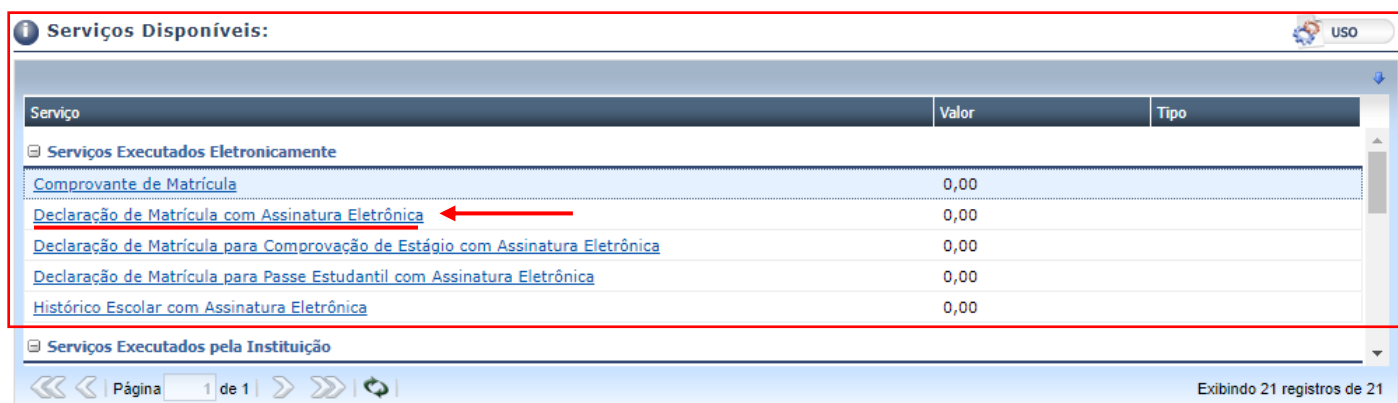 Serviços Disponíveis:
USO
Serviço Valor Tipo
Serviços Executados Eletronicamente
Comprovante de Matrícula 0,00
Declaração de Matrícula com Assinatura Eletrônica 0,00
Declaração de Matrícula para Comprovação de Estágio com Assinatura Eletrônica 0,00
Declaração de Matrícula para Passe Estudantil com Assinatura Eletrônica 0,00
Histórico Escolar com Assinatura Eletrônica 0,00
Serviços Executados pela Instituição
Página 1 de 1 Exibindo 21 registros de 21